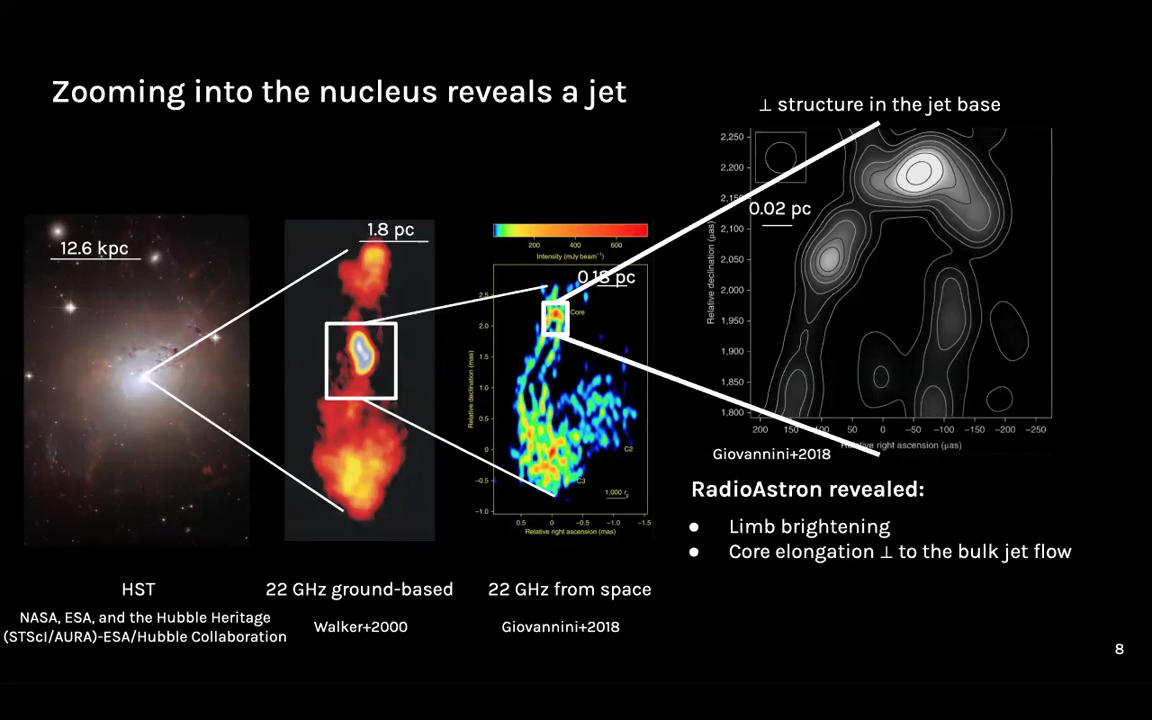 Zooming into the nucleus reveals a jet
⊥ structure in the jet base
12.6 kpc
1.8 pc
200 400 600
Intensity (mJy beam⁻¹)
0.18 pc
Core
C2
C3
1,000 rₛ
2.5
2.0
1.5
1.0
0.5
0
−0.5
−1.0
Relative declination (mas)
0.5 0 −0.5 −1.0 −1.5
Relative right ascension (mas)
0.02 pc
2,250
2,200
2,150
2,100
2,050
2,000
1,950
1,900
1,850
1,800
Relative declination (µas)
200 150 100 50 0 −50 −100 −150 −200 −250
Relative right ascension (µas)
Giovannini+2018
RadioAstron revealed:
● Limb brightening
● Core elongation ⊥ to the bulk jet flow
HST
NASA, ESA, and the Hubble Heritage
(STScI/AURA)-ESA/Hubble Collaboration
22 GHz ground-based
Walker+2000
22 GHz from space
Giovannini+2018
8